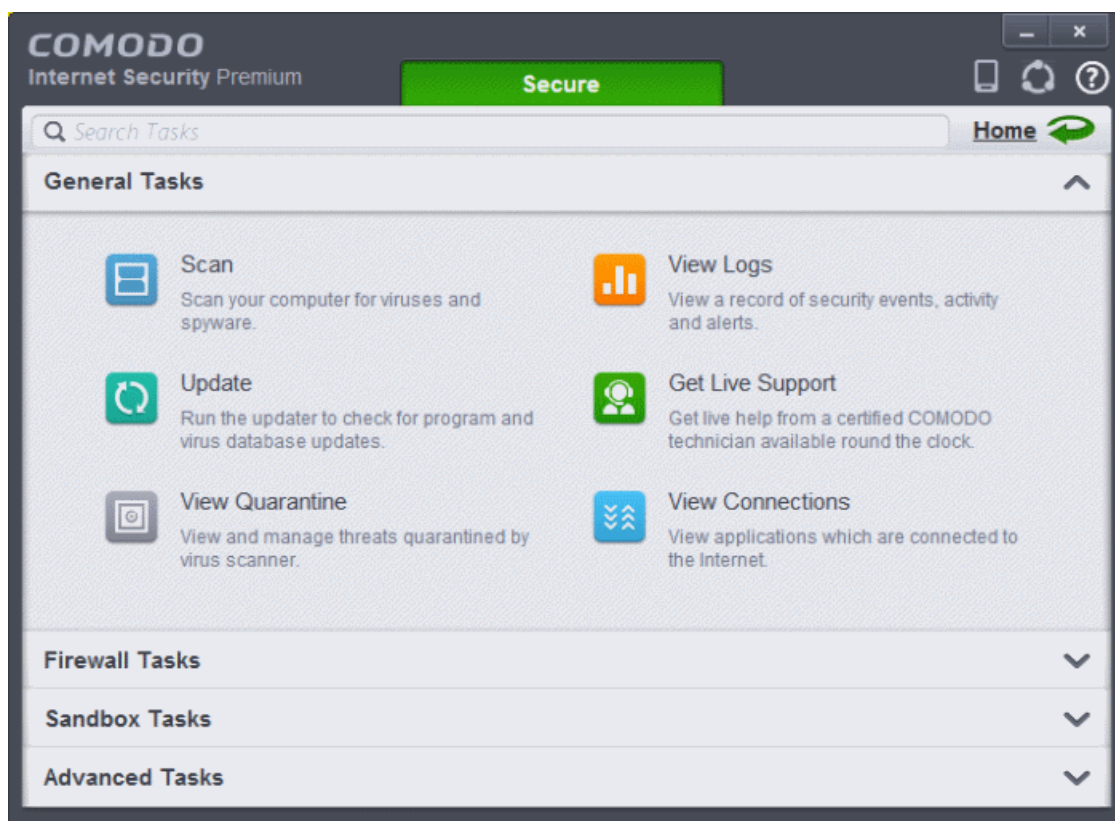 COMODO
Internet Security Premium
Secure
Search Tasks
Home
General Tasks
Scan
Scan your computer for viruses and
spyware.
View Logs
View a record of security events, activity
and alerts.
Update
Run the updater to check for program and
virus database updates.
Get Live Support
Get live help from a certified COMODO
technician available round the clock.
View Quarantine
View and manage threats quarantined by
virus scanner.
View Connections
View applications which are connected to
the Internet.
Firewall Tasks
Sandbox Tasks
Advanced Tasks